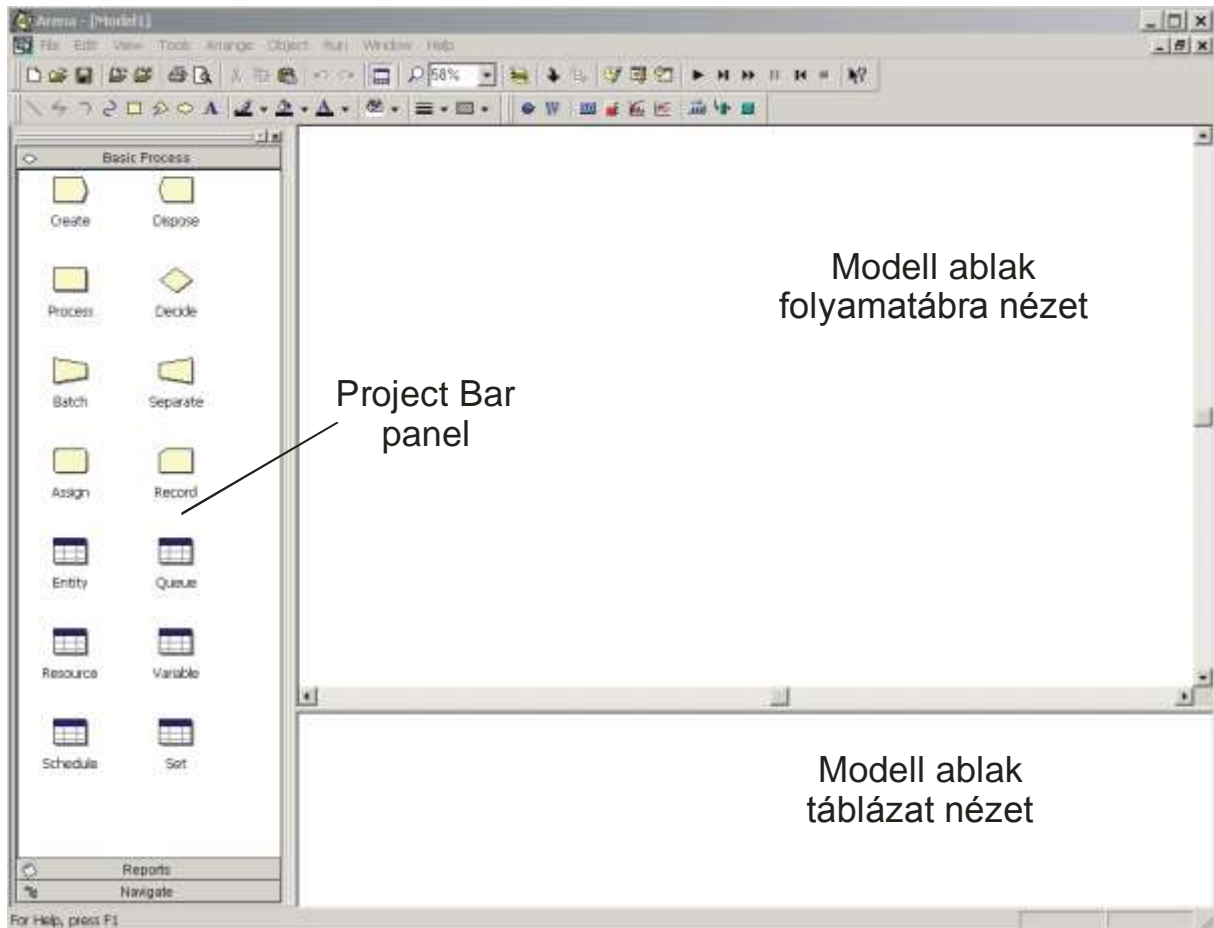 Arena - [Model1]
File Edit View Tools Arrange Object Run Window Help
58%
Basic Process
Create Dispose
Process Decide
Batch Separate
Assign Record
Entity Queue
Resource Variable
Schedule Set
Reports
Navigate
For Help, press F1
Project Bar
panel
Modell ablak
folyamatábra nézet
Modell ablak
táblázat nézet